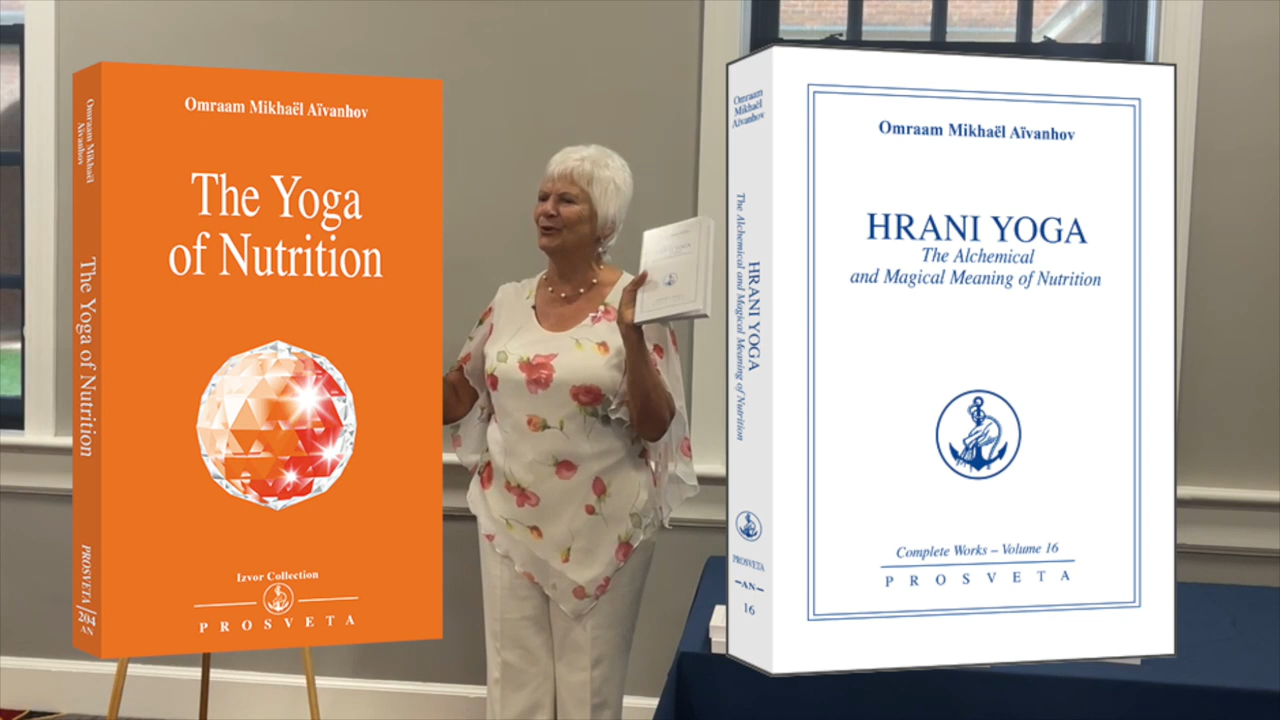 Omraam Mikhaël Aïvanhov
The Yoga
of Nutrition
Izvor Collection
PROSVETA
Omraam Mikhaël
Aïvanhov
The Yoga of Nutrition
PROSVETA
204
AN
HRANI YOGA
Omraam
Mikhaël
Aïvanhov
HRANI YOGA
The Alchemical and Magical Meaning of Nutrition
PROSVETA
–AN–
16
Omraam Mikhaël Aïvanhov
HRANI YOGA
The Alchemical
and Magical Meaning of Nutrition
Complete Works – Volume 16
PROSVETA